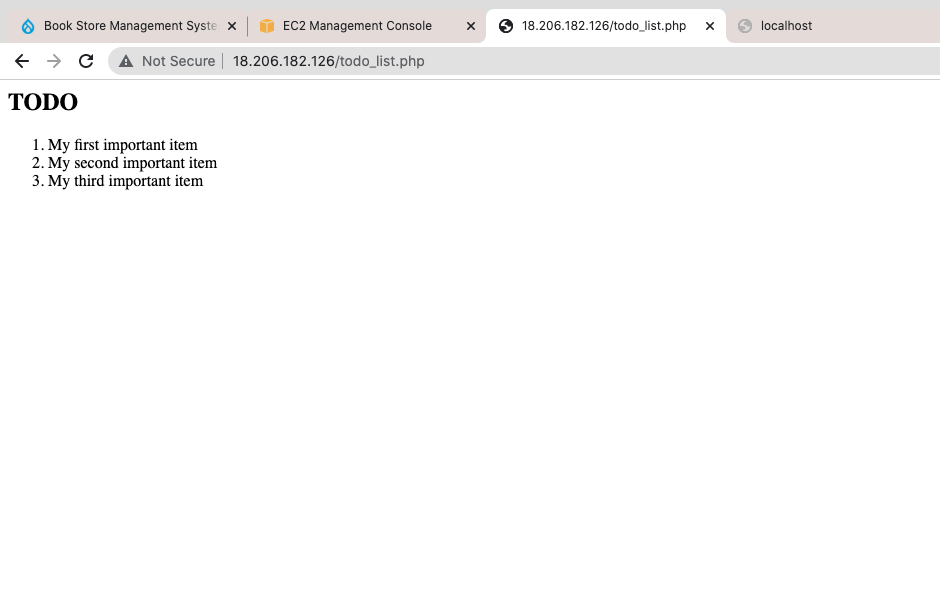 Book Store Management Syste
EC2 Management Console
18.206.182.126/todo_list.php
localhost
Not Secure
18.206.182.126/todo_list.php
TODO
1. My first important item
2. My second important item
3. My third important item